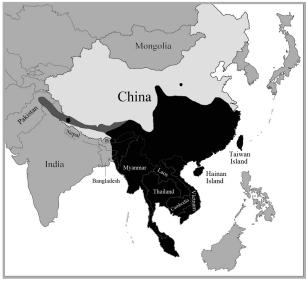 Mongolia
China
Pakistan
Nepal
India
Bangladesh
Myanmar
Laos
Thailand
Cambodia
Vietnam
Hainan
Island
Taiwan
Island